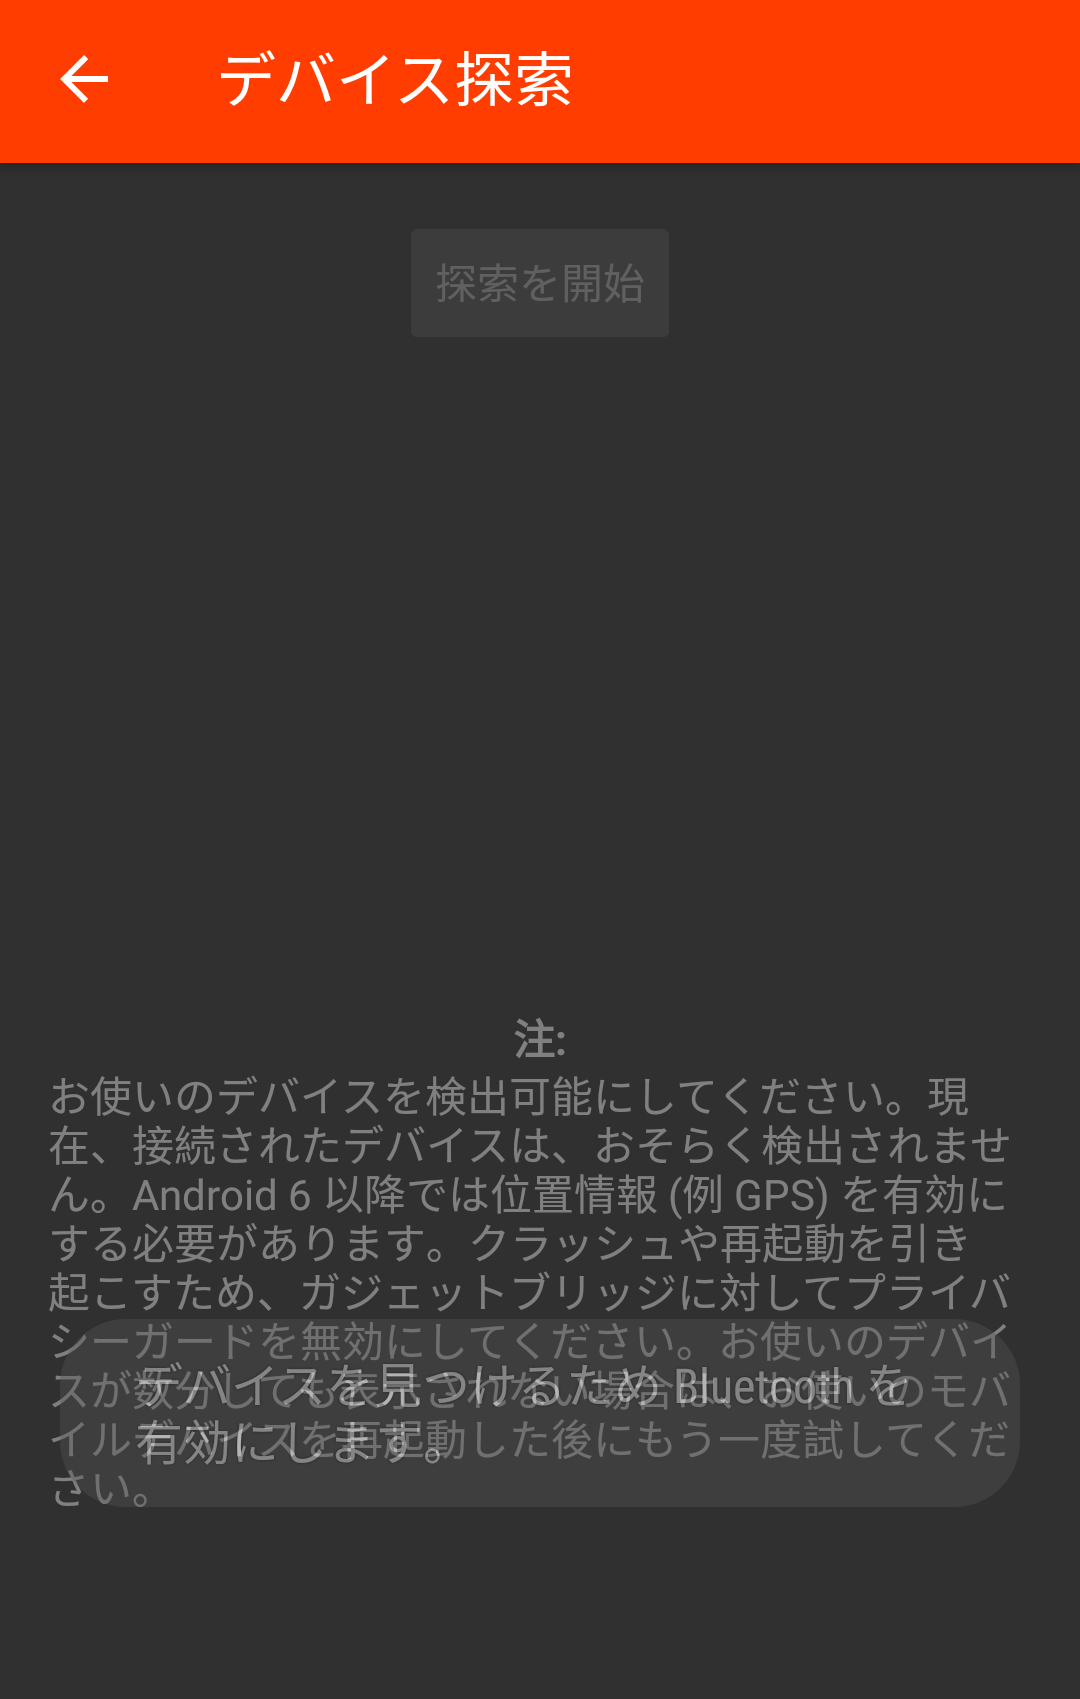 デバイス探索
探索を開始
注:
お使いのデバイスを検出可能にしてください。現
在、接続されたデバイスは、おそらく検出されませ
ん。Android 6 以降では位置情報 (例 GPS) を有効に
する必要があります。クラッシュや再起動を引き
起こすため、ガジェットブリッジに対してプライバ
シーガードを無効にしてください。お使いのデバイ
スが数分しても表示されない場合は、お使いのモバ
イルデバイスを再起動した後にもう一度試してくだ
さい。
デバイスを見つけるため Bluetooth を
有効にします。